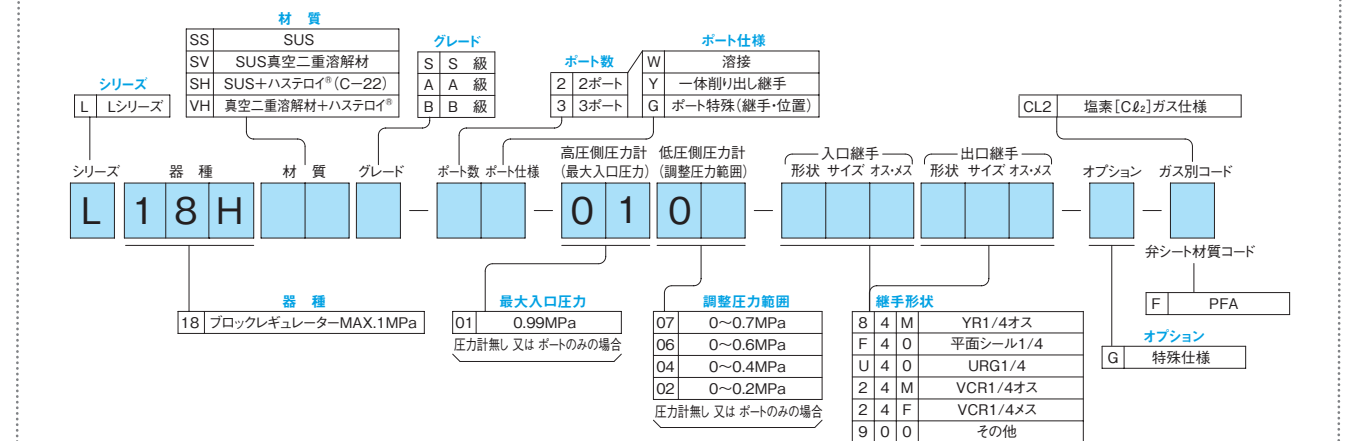 材 質
SS SUS
SV SUS真空二重溶解材
SH SUS+ハステロイ®(C−22)
VH 真空二重溶解材+ハステロイ®
グレード
S S 級
A A 級
B B 級
ポート数
2 2ポート
3 3ポート
ポート仕様
W 溶接
Y 一体削り出し継手
G ポート特殊(継手・位置)
シリーズ
L Lシリーズ
CL2 塩素[Cℓ₂]ガス仕様
シリーズ 器 種 材 質 グレード ポート数 ポート仕様
高圧側圧力計
(最大入口圧力)
低圧側圧力計
(調整圧力範囲)
入口継手
形状 サイズ オス・メス
出口継手
形状 サイズ オス・メス
オプション ガス別コード
L 1 8 H − − 0 1 0 − − −
弁シート材質コード
F PFA
器 種
18 ブロックレギュレーターMAX.1MPa
最大入口圧力
01 0.99MPa
圧力計無し 又は ポートのみの場合
調整圧力範囲
07 0〜0.7MPa
06 0〜0.6MPa
04 0〜0.4MPa
02 0〜0.2MPa
圧力計無し 又は ポートのみの場合
継手形状
8 4 M YR1/4オス
F 4 0 平面シール1/4
U 4 0 URG1/4
2 4 M VCR1/4オス
2 4 F VCR1/4メス
9 0 0 その他
オプション
G 特殊仕様